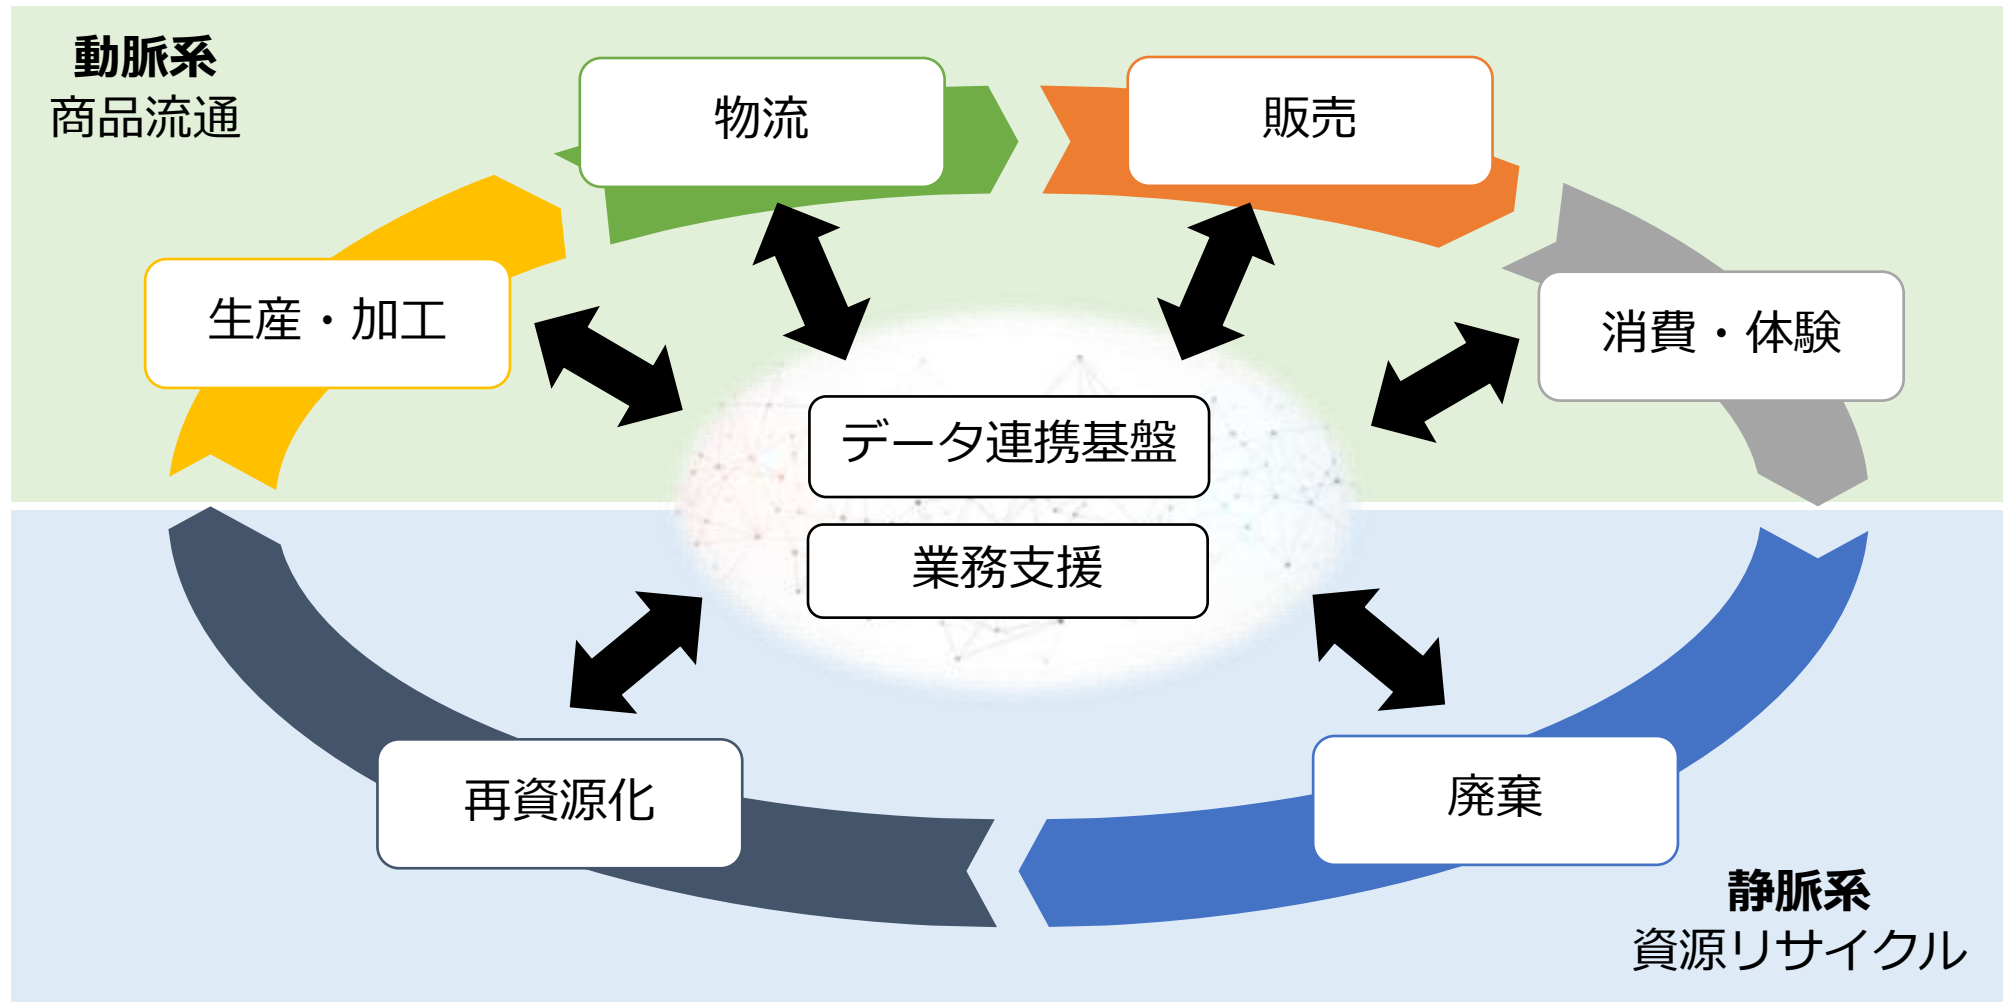 動脈系
商品流通
物流
販売
生産・加工
消費・体験
データ連携基盤
業務支援
再資源化
廃棄
静脈系
資源リサイクル